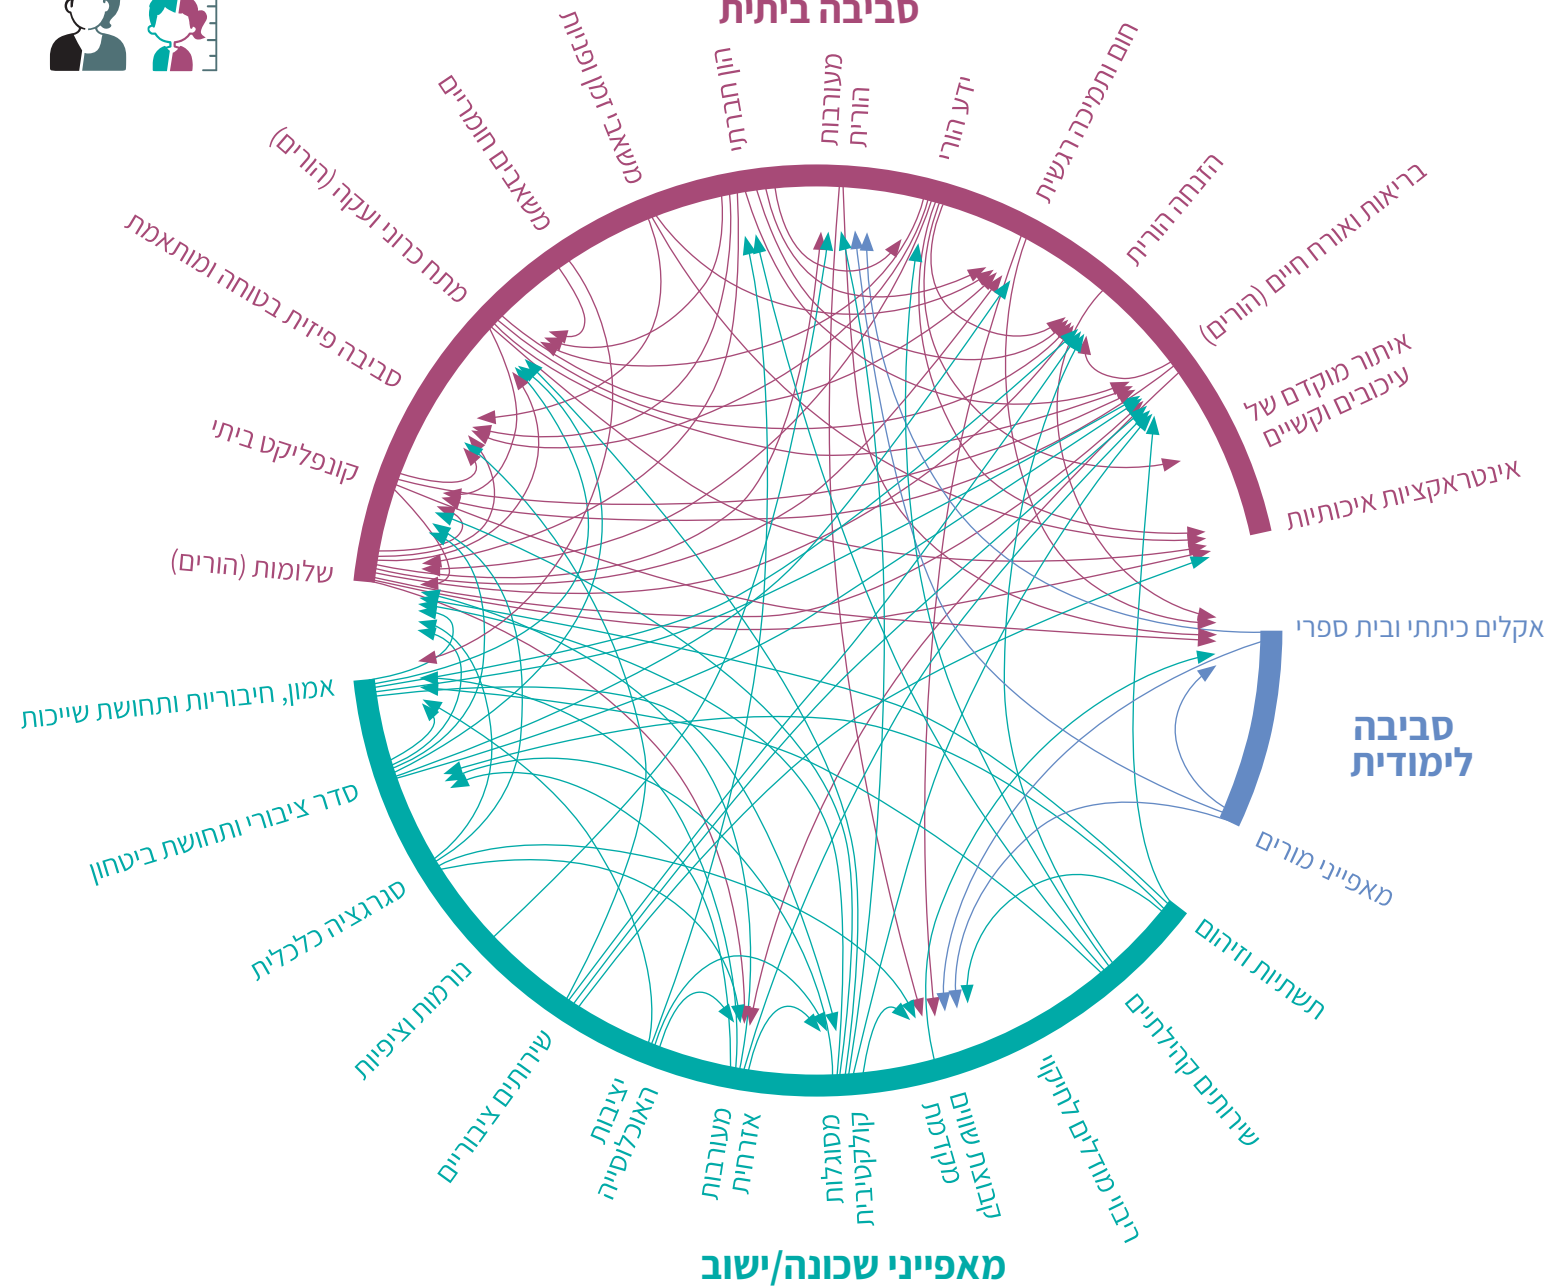 סביבה ביתית
משאבי זמן ופניות
הון תרבותי
מעורבות
הורית
ידע הורי
חום ותמיכה רגשית
הזנחה הורית
בריאות ואורח חיים (הורים)
איתור מוקדם של
עיכובים וקשיים
אינטראקציות איכותיות
משאבים חומריים
מתח כרוני ועקה (הורים)
סביבה פיזית בטוחה ומותאמת
קונפליקט ביתי
שלומות (הורים)
אקלים כיתתי ובית ספרי
סביבה
לימודית
מאפייני מורים
אמון, חיבוריות ותחושת שייכות
סדר ציבורי ותחושת ביטחון
סגרגציה כלכלית
נורמות וציפיות
שירותים ציבוריים
יציבות
האוכלוסייה
מעורבות
אזרחית
מסוגלות
קולקטיבית
קבוצת שווים
מקדמת
ריבוי מודלים לחיקוי
שירותים קהילתיים
תשתיות וזיהום
מאפייני שכונה/ישוב